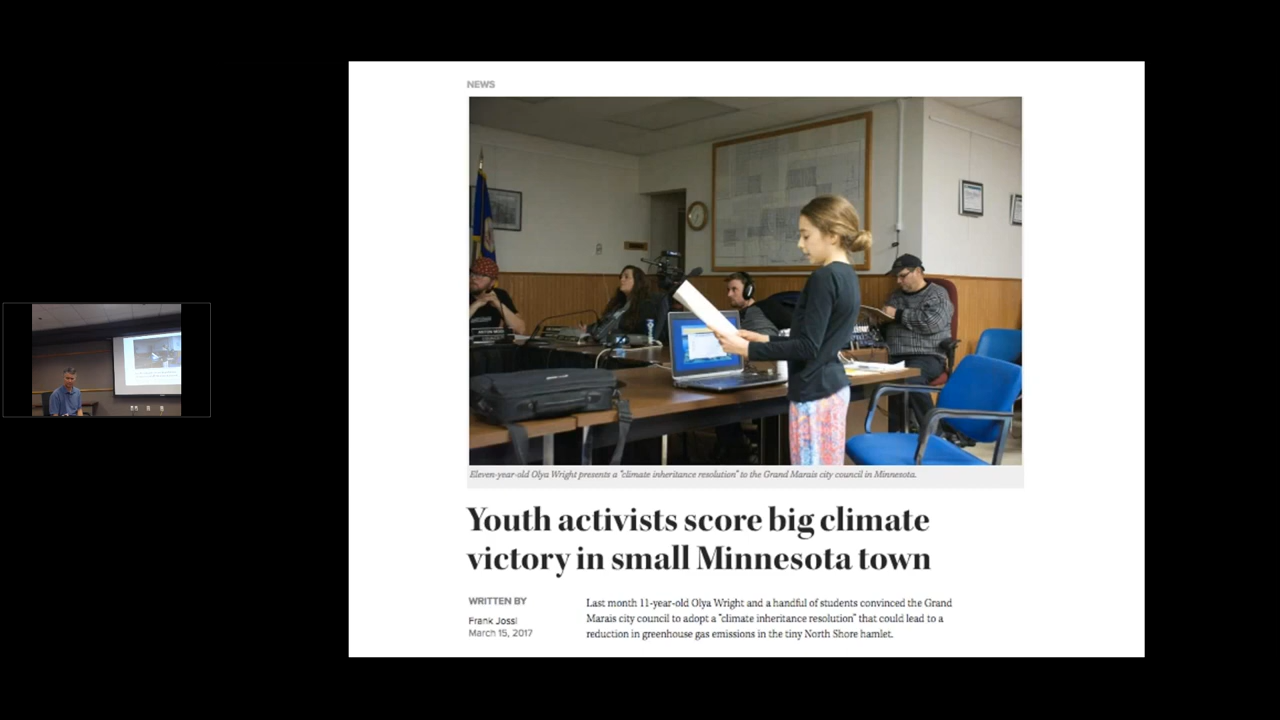 NEWS
Eleven-year-old Olya Wright presents a "climate inheritance resolution" to the Grand Marais city council in Minnesota.
Youth activists score big climate
victory in small Minnesota town
WRITTEN BY
Frank Jossi
March 15, 2017
Last month 11-year-old Olya Wright and a handful of students convinced the Grand
Marais city council to adopt a "climate inheritance resolution" that could lead to a
reduction in greenhouse gas emissions in the tiny North Shore hamlet.